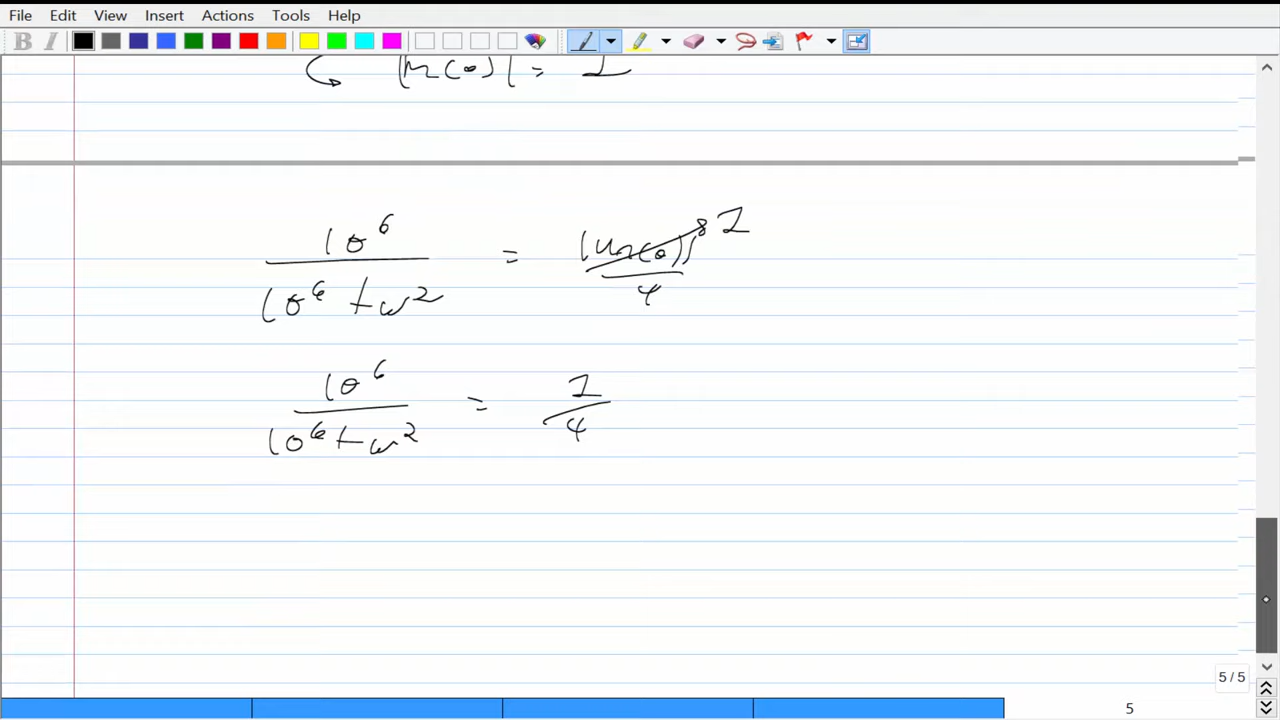 File Edit View Insert Actions Tools Help
B I
|H(0)| = 1
10^6 / (10^6 + ω^2) = |H(0)| / 4 1
10^6 / (10^6 + ω^2) = 1 / 4
5 / 5
5